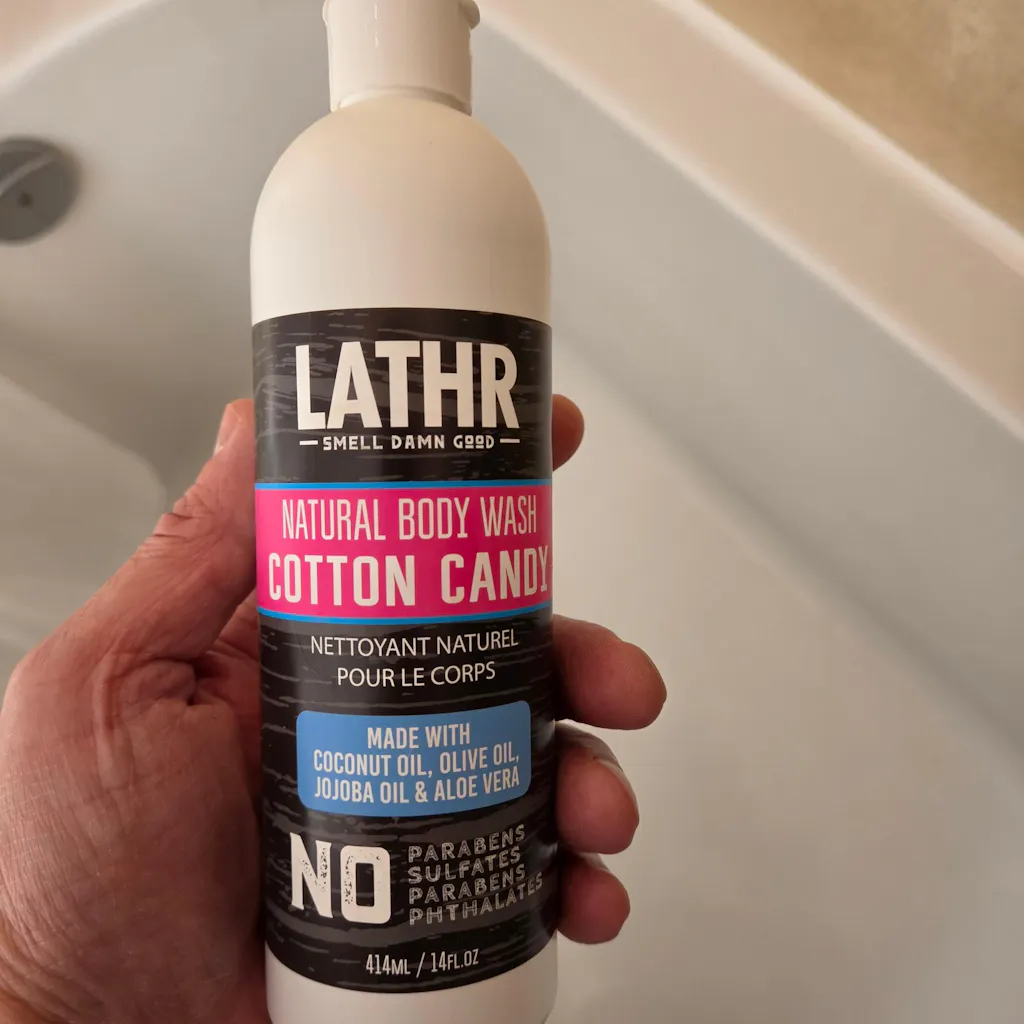 LATHR
SMELL DAMN GOOD
NATURAL BODY WASH
COTTON CANDY
NETTOYANT NATUREL
POUR LE CORPS
MADE WITH
COCONUT OIL, OLIVE OIL,
JOJOBA OIL & ALOE VERA
NO
PARABENS
SULFATES
PARABENS
PHTHALATES
414ML / 14FL.OZ